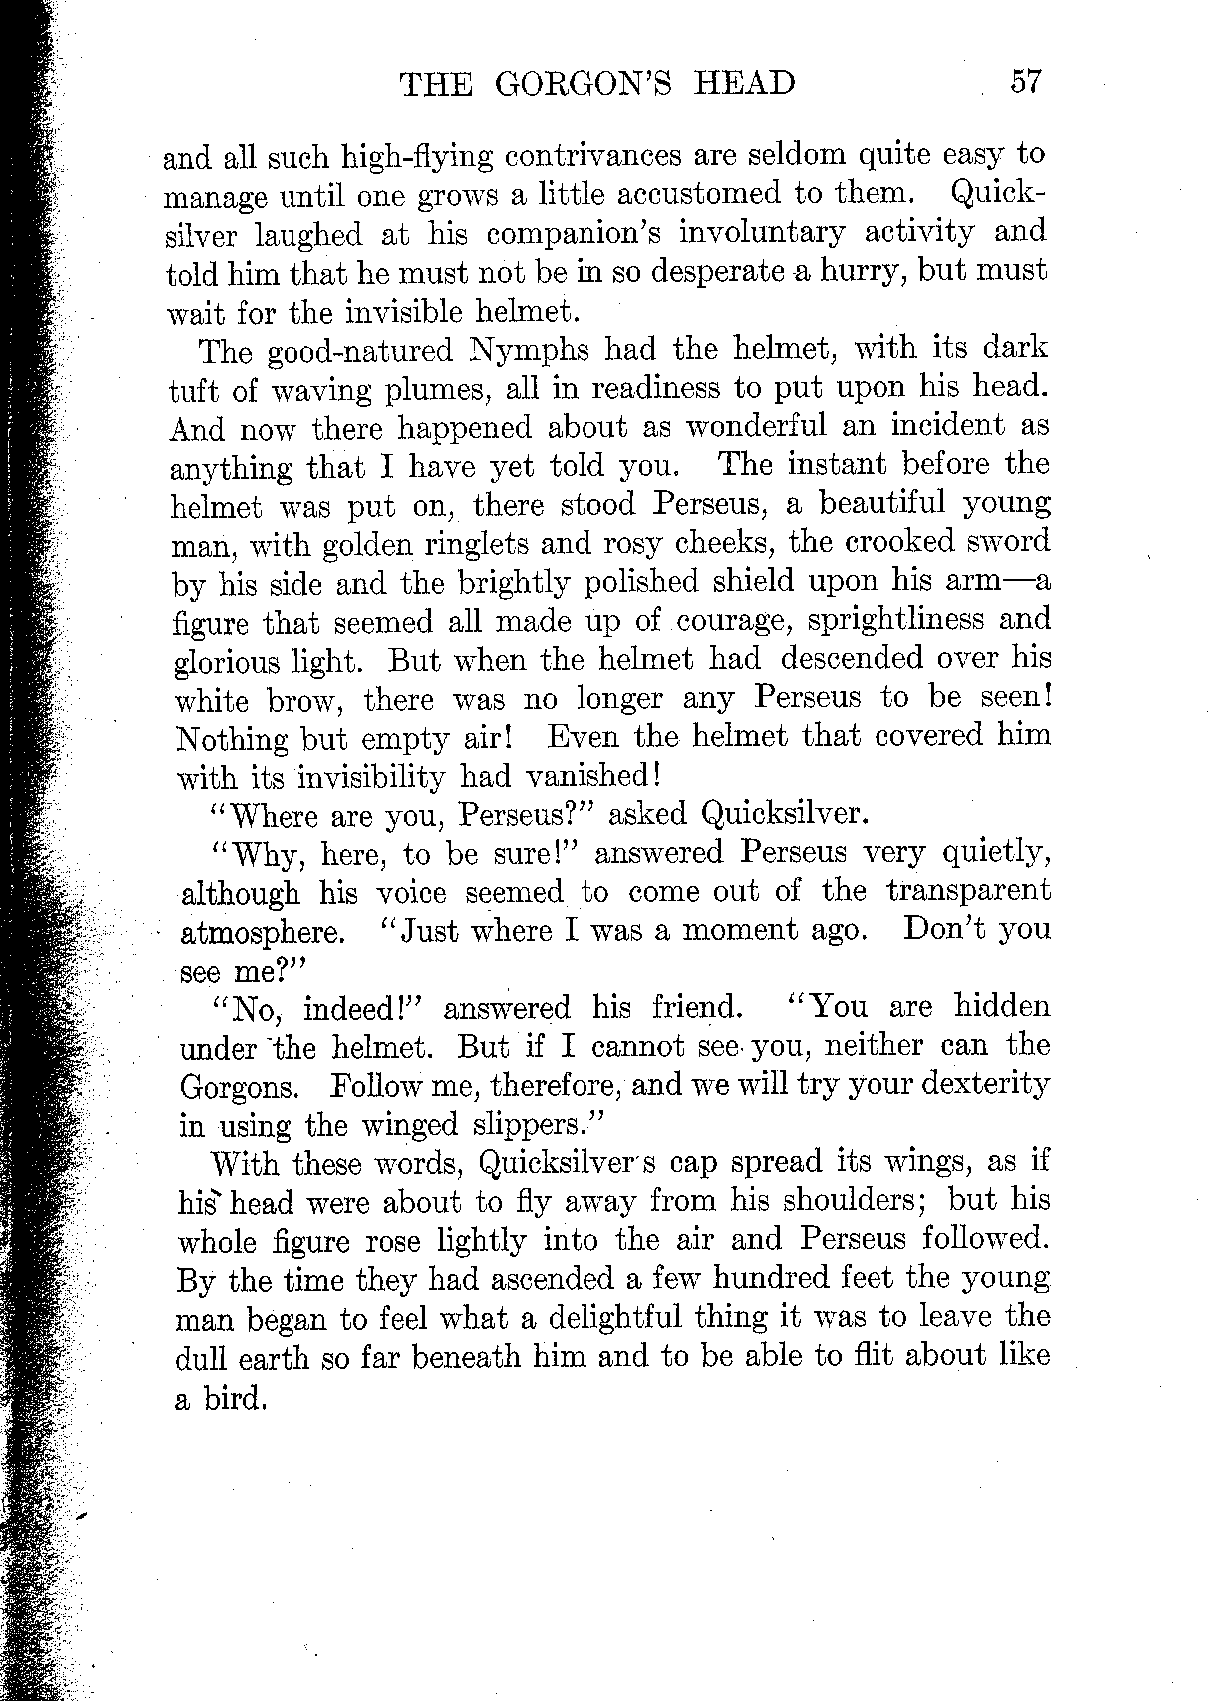 THE GORGON'S HEAD 57
and all such high-flying contrivances are seldom quite easy to
manage until one grows a little accustomed to them. Quick-
silver laughed at his companion's involuntary activity and
told him that he must not be in so desperate a hurry, but must
wait for the invisible helmet.
The good-natured Nymphs had the helmet, with its dark
tuft of waving plumes, all in readiness to put upon his head.
And now there happened about as wonderful an incident as
anything that I have yet told you. The instant before the
helmet was put on, there stood Perseus, a beautiful young
man, with golden ringlets and rosy cheeks, the crooked sword
by his side and the brightly polished shield upon his arm—a
figure that seemed all made up of courage, sprightliness and
glorious light. But when the helmet had descended over his
white brow, there was no longer any Perseus to be seen!
Nothing but empty air! Even the helmet that covered him
with its invisibility had vanished!
"Where are you, Perseus?" asked Quicksilver.
"Why, here, to be sure!" answered Perseus very quietly,
although his voice seemed to come out of the transparent
atmosphere. "Just where I was a moment ago. Don't you
see me?"
"No, indeed!" answered his friend. "You are hidden
under the helmet. But if I cannot see you, neither can the
Gorgons. Follow me, therefore, and we will try your dexterity
in using the winged slippers."
With these words, Quicksilver's cap spread its wings, as if
his head were about to fly away from his shoulders; but his
whole figure rose lightly into the air and Perseus followed.
By the time they had ascended a few hundred feet the young
man began to feel what a delightful thing it was to leave the
dull earth so far beneath him and to be able to flit about like
a bird.